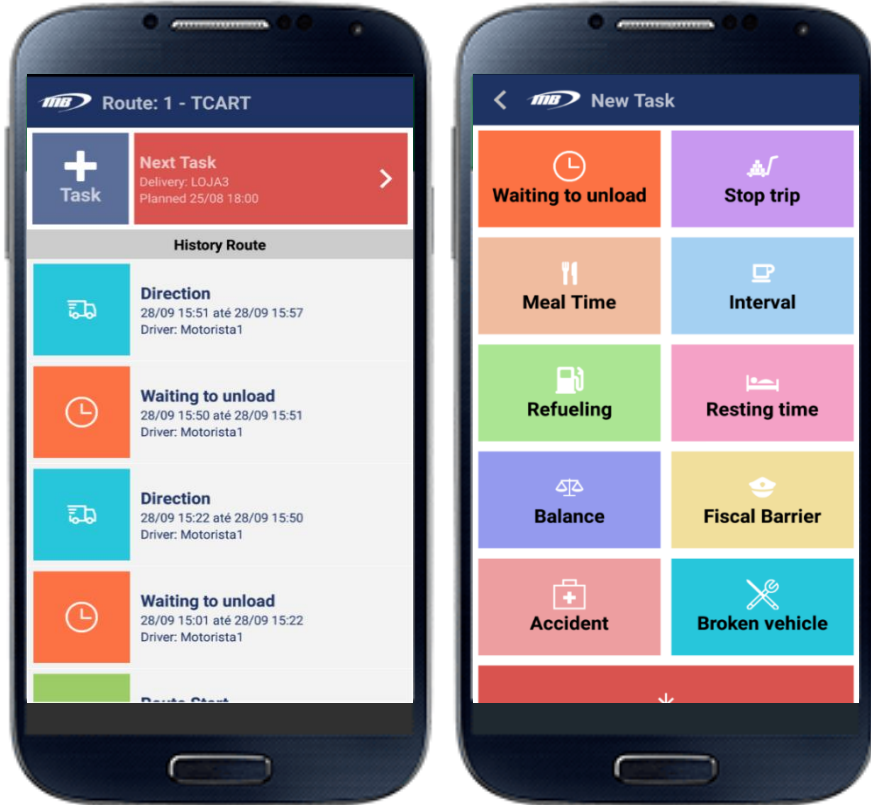 mB Route: 1 - TCART
Task
Next Task
Delivery: LOJA3
Planned 25/08 18:00
History Route
Direction
28/09 15:51 até 28/09 15:57
Driver: Motorista1
Waiting to unload
28/09 15:50 até 28/09 15:51
Driver: Motorista1
Direction
28/09 15:22 até 28/09 15:50
Driver: Motorista1
Waiting to unload
28/09 15:01 até 28/09 15:22
Driver: Motorista1
Route Start
mB New Task
Waiting to unload
Stop trip
Meal Time
Interval
Refueling
Resting time
Balance
Fiscal Barrier
Accident
Broken vehicle